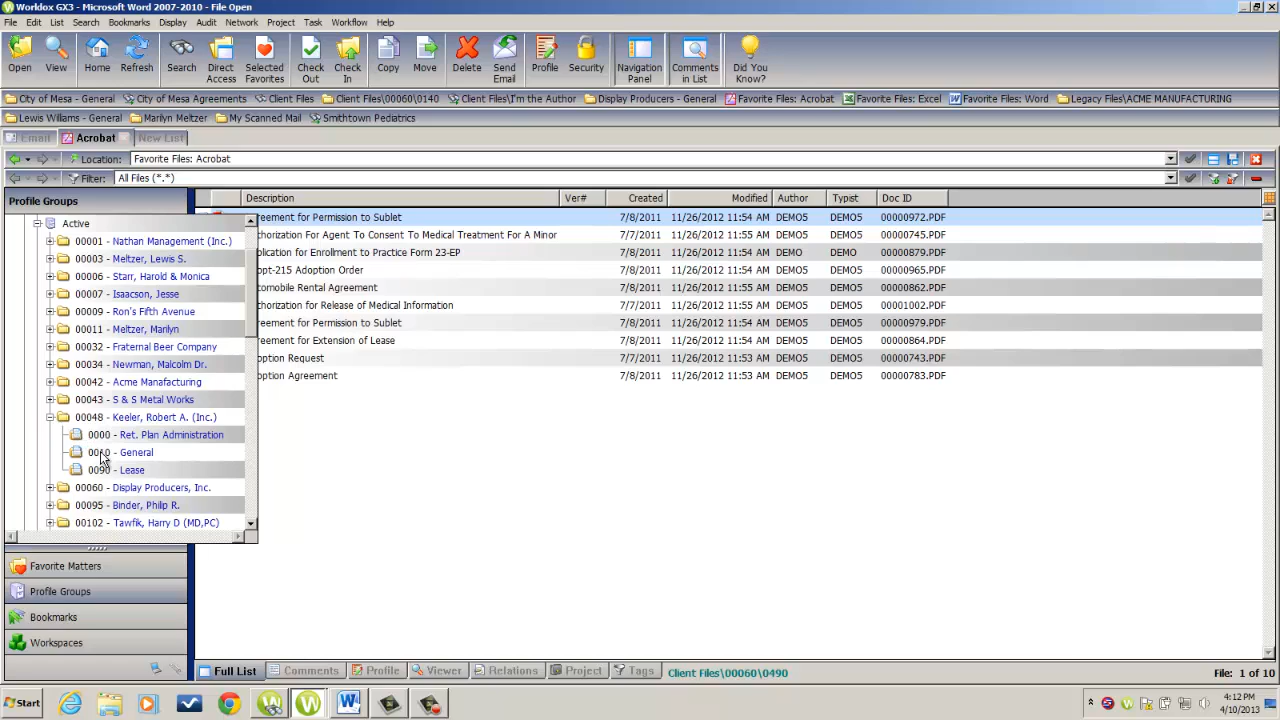 Worldox GX3 - Microsoft Word 2007-2010 - File Open
File Edit List Search Bookmarks Display Audit Network Project Task Workflow Help
Open View Home Refresh Search Direct Access Selected Favorites Check Out Check In Copy Move Delete Send Email Profile Security Navigation Panel Comments in List Did You Know?
City of Mesa - General City of Mesa Agreements Client Files Client Files\00060\0140 Client Files\I'm the Author Display Producers - General Favorite Files: Acrobat Favorite Files: Excel Favorite Files: Word Legacy Files\ACME MANUFACTURING
Lewis Williams - General Marilyn Meltzer My Scanned Mail Smithtown Pediatrics
Email Acrobat New List
Location: Favorite Files: Acrobat
Filter: All Files (*.*)
Profile Groups Description Ver# Created Modified Author Typist Doc ID
Active
00001 - Nathan Management (Inc.)
00003 - Meltzer, Lewis S.
00006 - Starr, Harold & Monica
00007 - Isaacson, Jesse
00009 - Ron's Fifth Avenue
00011 - Meltzer, Marilyn
00032 - Fraternal Beer Company
00034 - Newman, Malcolm Dr.
00042 - Acme Manafacturing
00043 - S & S Metal Works
00048 - Keeler, Robert A. (Inc.)
0000 - Ret. Plan Administration
- General
0090 - Lease
00060 - Display Producers, Inc.
00095 - Binder, Philip R.
00102 - Tawfik, Harry D (MD,PC)
eement for Permission to Sublet 7/8/2011 11/26/2012 11:54 AM DEMO5 DEMO5 00000972.PDF
thorization For Agent To Consent To Medical Treatment For A Minor 7/7/2011 11/26/2012 11:55 AM DEMO5 DEMO5 00000745.PDF
plication for Enrollment to Practice Form 23-EP 7/8/2011 11/26/2012 11:54 AM DEMO DEMO 00000879.PDF
opt-215 Adoption Order 7/8/2011 11/26/2012 11:54 AM DEMO5 DEMO5 00000965.PDF
tomobile Rental Agreement 7/8/2011 11/26/2012 11:55 AM DEMO5 DEMO5 00000862.PDF
thorization for Release of Medical Information 7/7/2011 11/26/2012 11:55 AM DEMO5 DEMO5 00001002.PDF
reement for Permission to Sublet 7/8/2011 11/26/2012 11:54 AM DEMO5 DEMO5 00000979.PDF
reement for Extension of Lease 7/8/2011 11/26/2012 11:54 AM DEMO5 DEMO5 00000864.PDF
option Request 7/7/2011 11/26/2012 11:53 AM DEMO5 DEMO5 00000743.PDF
option Agreement 7/8/2011 11/26/2012 11:53 AM DEMO5 DEMO5 00000783.PDF
Favorite Matters
Profile Groups
Bookmarks
Workspaces
Full List Comments Profile Viewer Relations Project Tags Client Files\00060\0490 File: 1 of 10
Start 4:12 PM
4/10/2013